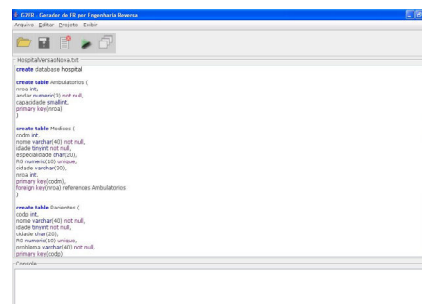 G2FR - Gerador de FR por Engenharia Reversa
Arquivo Editar Projeto Exibir
HospitalVersaoNova.txt
create database hospital
create table Ambulatorios (
nroa int,
andar numeric(3) not null,
capacidade smallint,
primary key(nroa)
)
create table Medicos (
codm int,
nome varchar(40) not null,
idade tinyint not null,
especialidade char(20),
RG numeric(10) unique,
cidade varchar(30),
nroa int,
primary key(codm),
foreign key(nroa) references Ambulatorios
)
create table Pacientes (
codp int,
nome varchar(40) not null,
idade tinyint not null,
cidade char(20),
RG numeric(10) unique,
problema varchar(40) not null,
primary key(codp)
Console